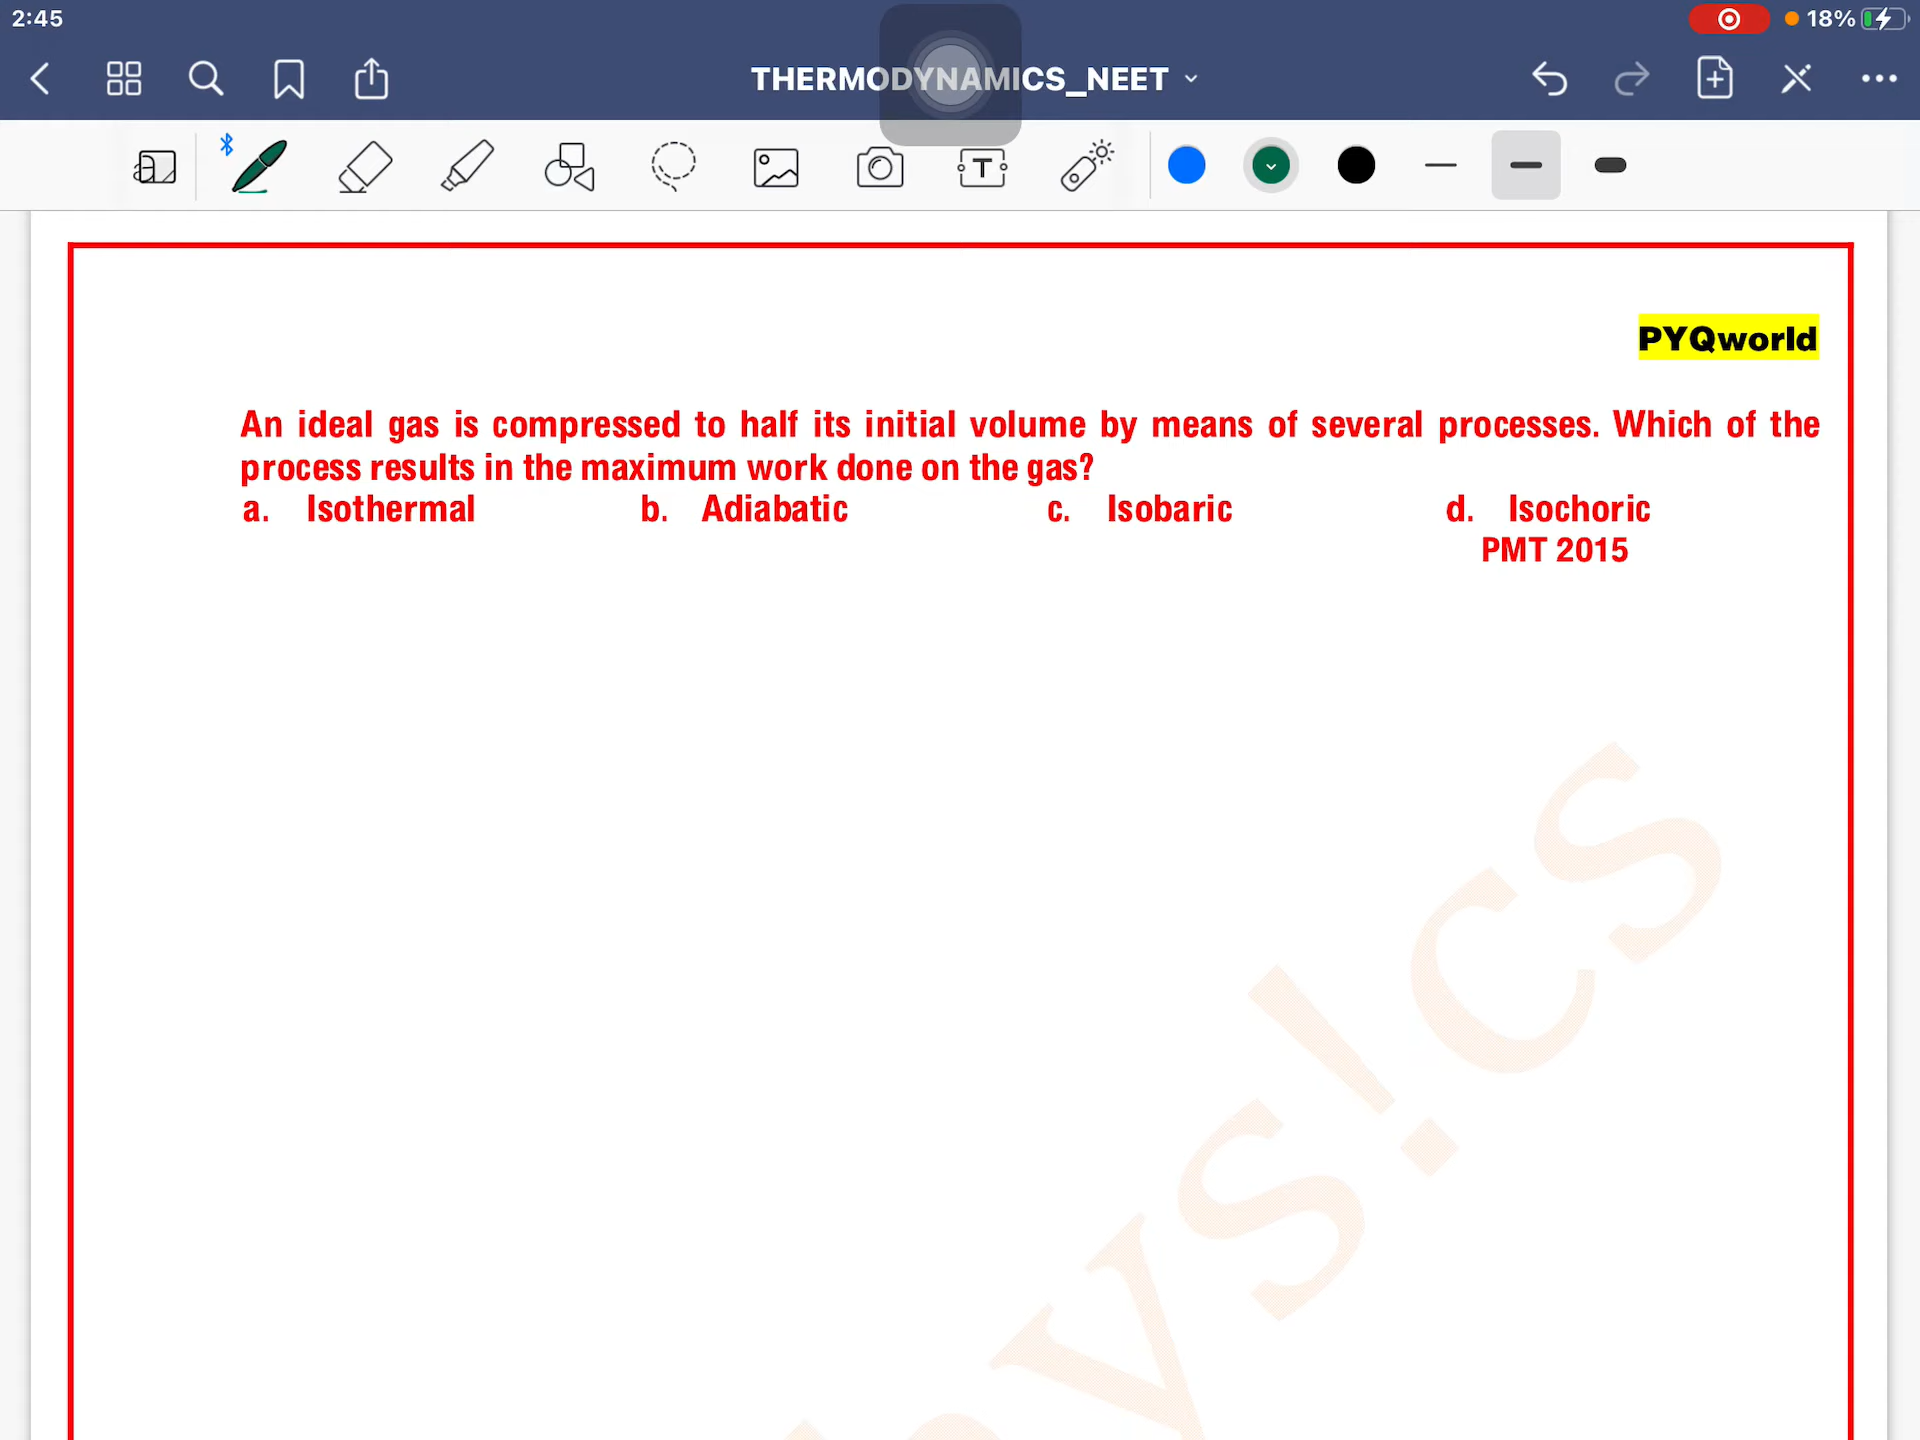 2:45
18%
THERMODYNAMICS_NEET
a
T
PYQworld
An ideal gas is compressed to half its initial volume by means of several processes. Which of the
process results in the maximum work done on the gas?
a. Isothermal b. Adiabatic c. Isobaric d. Isochoric
PMT 2015
ys!cs